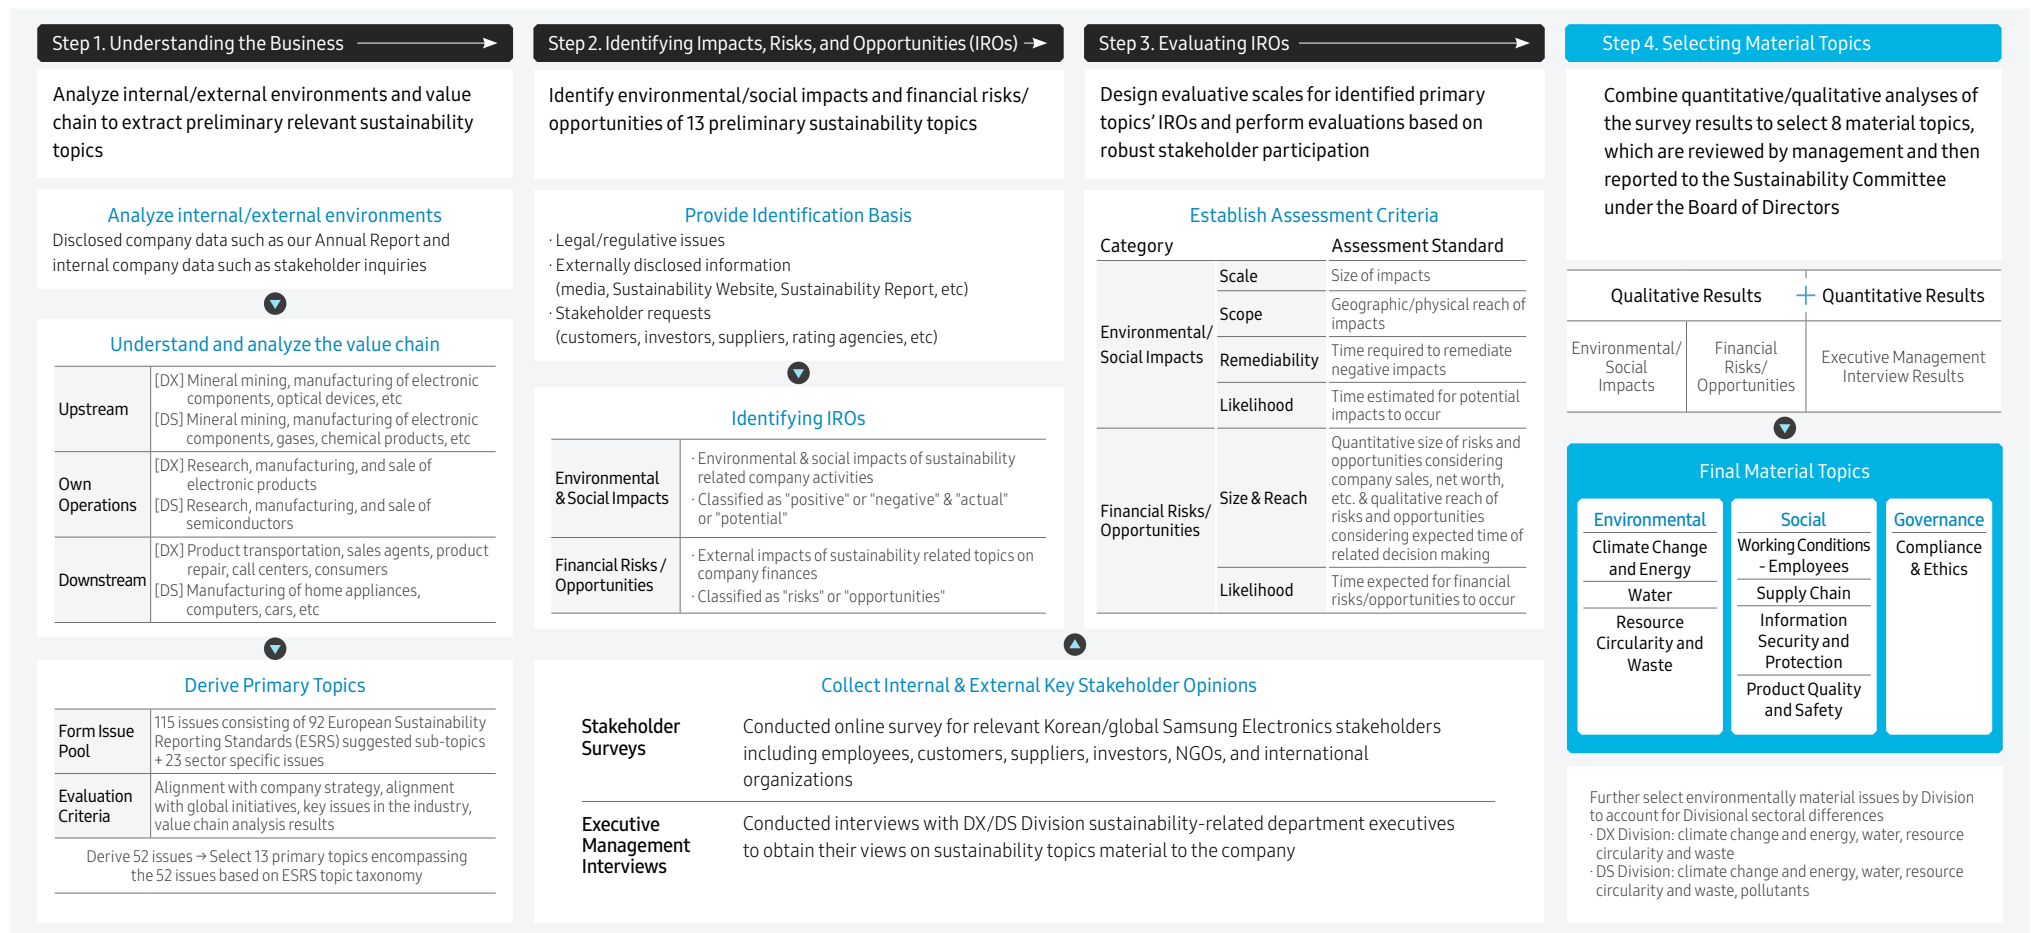 Step 1. Understanding the Business
Analyze internal/external environments and value
chain to extract preliminary relevant sustainability
topics
Analyze internal/external environments
Disclosed company data such as our Annual Report and
internal company data such as stakeholder inquiries
Understand and analyze the value chain
Upstream
[DX] Mineral mining, manufacturing of electronic
components, optical devices, etc
[DS] Mineral mining, manufacturing of electronic
components, gases, chemical products, etc
Own
Operations
[DX] Research, manufacturing, and sale of
electronic products
[DS] Research, manufacturing, and sale of
semiconductors
Downstream
[DX] Product transportation, sales agents, product
repair, call centers, consumers
[DS] Manufacturing of home appliances,
computers, cars, etc
Derive Primary Topics
Form Issue
Pool
115 issues consisting of 92 European Sustainability
Reporting Standards (ESRS) suggested sub-topics
+ 23 sector specific issues
Evaluation
Criteria
Alignment with company strategy, alignment
with global initiatives, key issues in the industry,
value chain analysis results
Derive 52 issues → Select 13 primary topics encompassing
the 52 issues based on ESRS topic taxonomy
Step 2. Identifying Impacts, Risks, and Opportunities (IROs)
Identify environmental/social impacts and financial risks/
opportunities of 13 preliminary sustainability topics
Provide Identification Basis
· Legal/regulative issues
· Externally disclosed information
(media, Sustainability Website, Sustainability Report, etc)
· Stakeholder requests
(customers, investors, suppliers, rating agencies, etc)
Identifying IROs
Environmental
& Social Impacts
· Environmental & social impacts of sustainability
related company activities
· Classified as "positive" or "negative" & "actual"
or "potential"
Financial Risks /
Opportunities
· External impacts of sustainability related topics on
company finances
· Classified as "risks" or "opportunities"
Step 3. Evaluating IROs
Design evaluative scales for identified primary
topics' IROs and perform evaluations based on
robust stakeholder participation
Establish Assessment Criteria
Category
Assessment Standard
Environmental/
Social Impacts
Scale
Size of impacts
Scope
Geographic/physical reach of
impacts
Remediability
Time required to remediate
negative impacts
Likelihood
Time estimated for potential
impacts to occur
Financial Risks/
Opportunities
Size & Reach
Quantitative size of risks and
opportunities considering
company sales, net worth,
etc. & qualitative reach of
risks and opportunities
considering expected time of
related decision making
Likelihood
Time expected for financial
risks/opportunities to occur
Collect Internal & External Key Stakeholder Opinions
Stakeholder
Surveys
Conducted online survey for relevant Korean/global Samsung Electronics stakeholders
including employees, customers, suppliers, investors, NGOs, and international
organizations
Executive
Management
Interviews
Conducted interviews with DX/DS Division sustainability-related department executives
to obtain their views on sustainability topics material to the company
Step 4. Selecting Material Topics
Combine quantitative/qualitative analyses of
the survey results to select 8 material topics,
which are reviewed by management and then
reported to the Sustainability Committee
under the Board of Directors
Qualitative Results + Quantitative Results
Environmental/
Social
Impacts
Financial
Risks/
Opportunities
Executive Management
Interview Results
Final Material Topics
Environmental
Climate Change
and Energy
Water
Resource
Circularity and
Waste
Social
Working Conditions
- Employees
Supply Chain
Information
Security and
Protection
Product Quality
and Safety
Governance
Compliance
& Ethics
Further select environmentally material issues by Division
to account for Divisional sectoral differences
· DX Division: climate change and energy, water, resource
circularity and waste
· DS Division: climate change and energy, water, resource
circularity and waste, pollutants